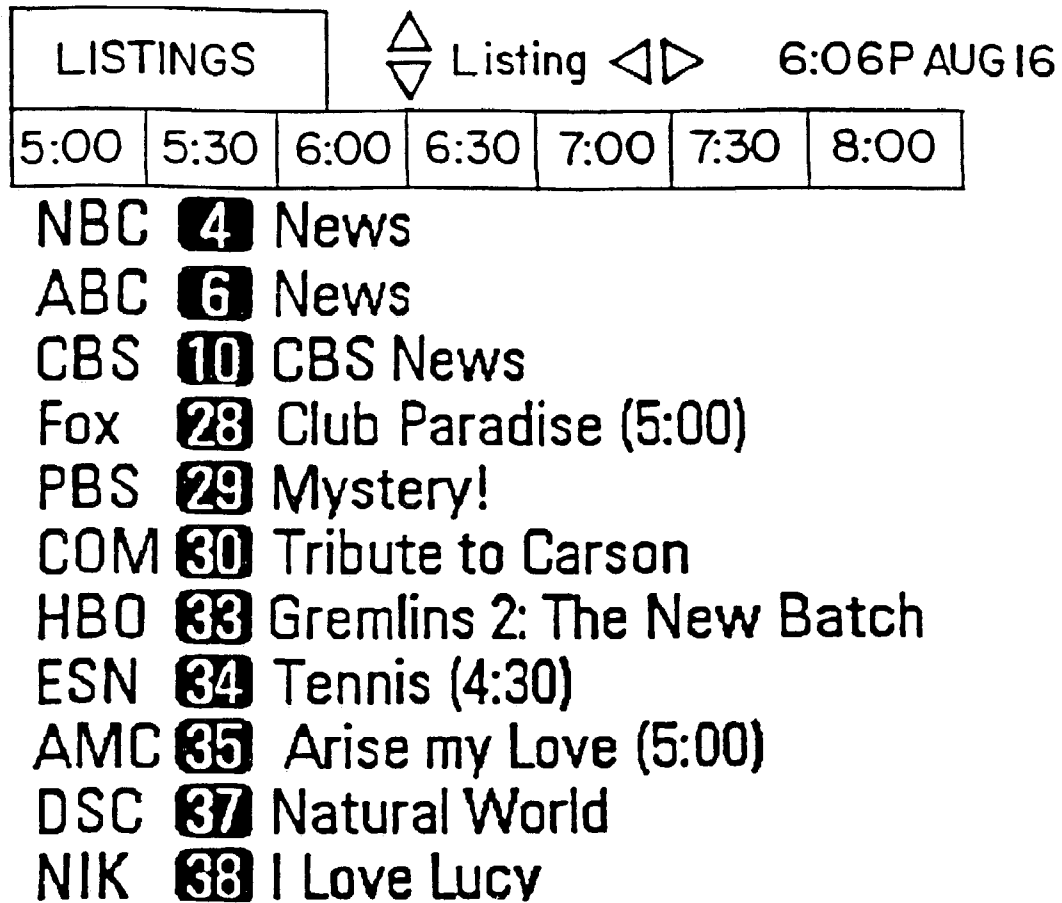 LISTINGS Listing 6:06P AUG 16
5:00 5:30 6:00 6:30 7:00 7:30 8:00
NBC 4 News
ABC 6 News
CBS 10 CBS News
Fox 28 Club Paradise (5:00)
PBS 29 Mystery!
COM 30 Tribute to Carson
HBO 33 Gremlins 2: The New Batch
ESN 34 Tennis (4:30)
AMC 35 Arise my Love (5:00)
DSC 37 Natural World
NIK 38 I Love Lucy